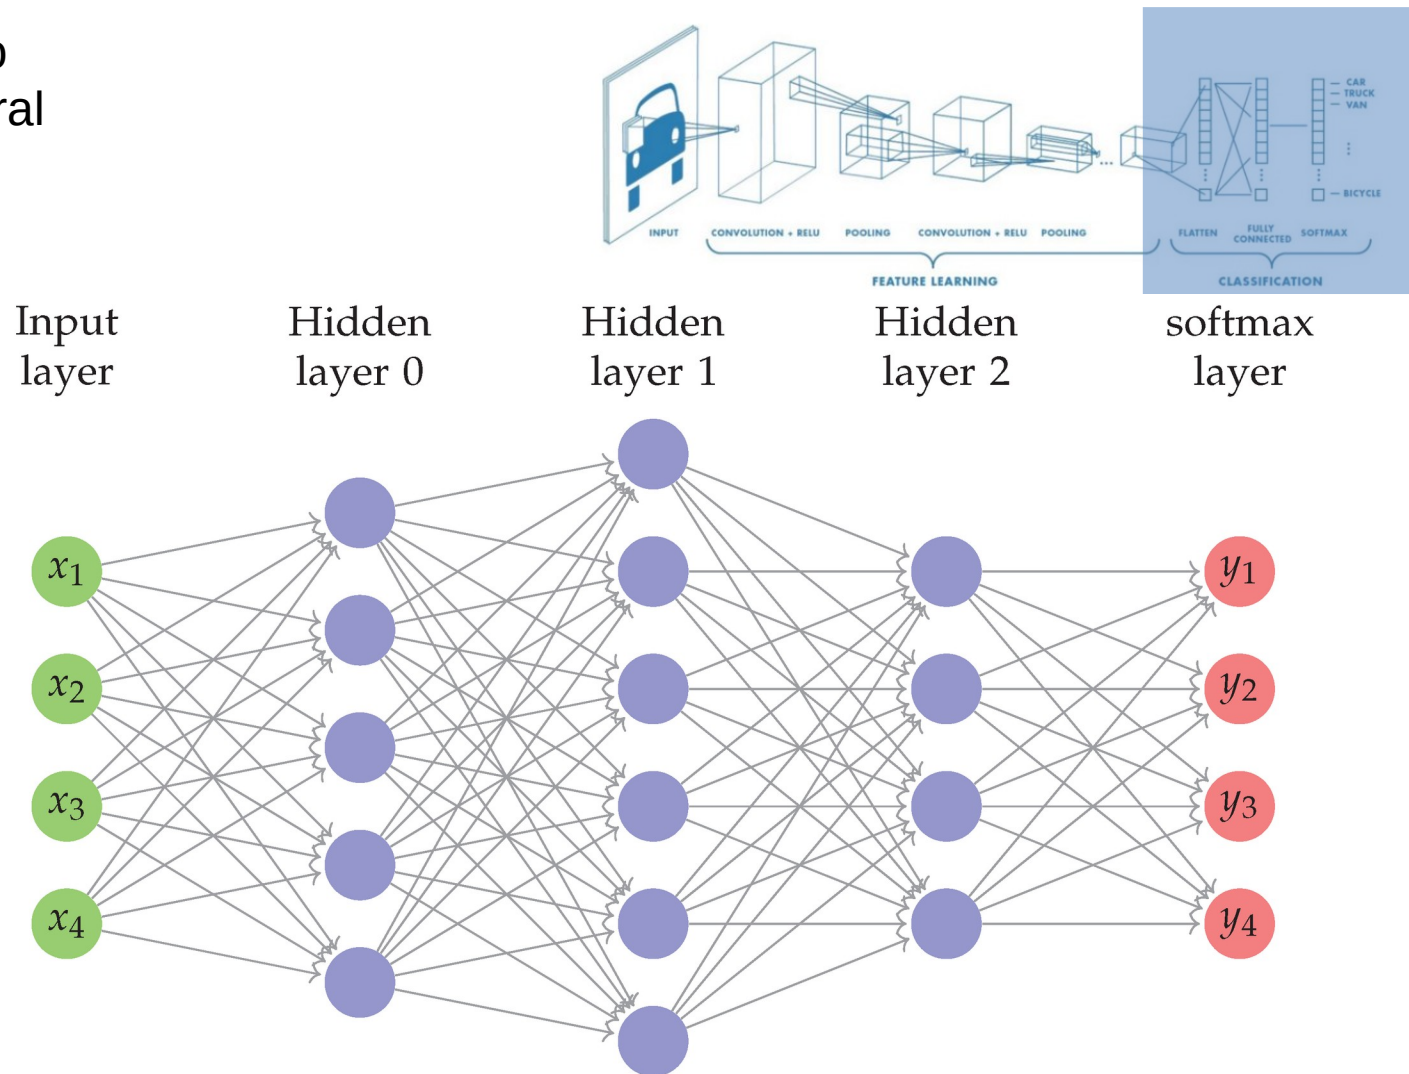 ral
CAR
TRUCK
VAN
BICYCLE
INPUT CONVOLUTION + RELU POOLING CONVOLUTION + RELU POOLING FLATTEN FULLY CONNECTED SOFTMAX
FEATURE LEARNING CLASSIFICATION
Input layer
Hidden layer 0
Hidden layer 1
Hidden layer 2
softmax layer
x1
x2
x3
x4
y1
y2
y3
y4